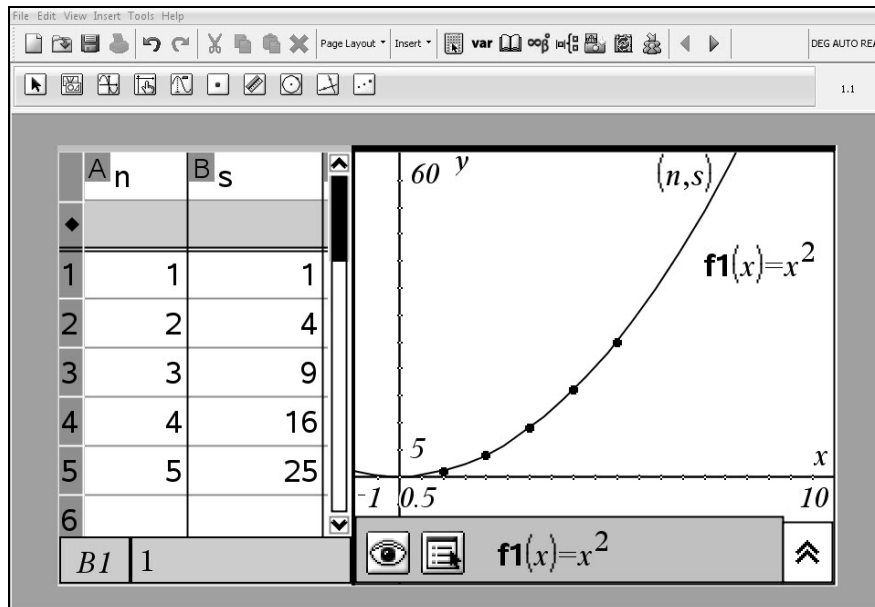 File Edit View Insert Tools Help
Page Layout Insert var DEG AUTO REA
1.1
A n B s
1 1 1
2 2 4
3 3 9
4 4 16
5 5 25
6
B1 1
60 y (n,s)
f1(x)=x²
5
x
-1 0.5 10
f1(x)=x²